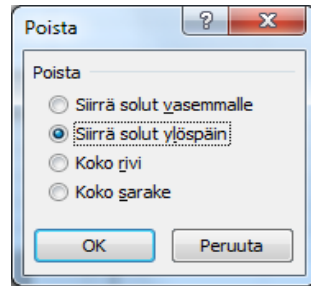 Poista
Poista
Siirrä solut vasemmalle
Siirrä solut ylöspäin
Koko rivi
Koko sarake
OK Peruuta